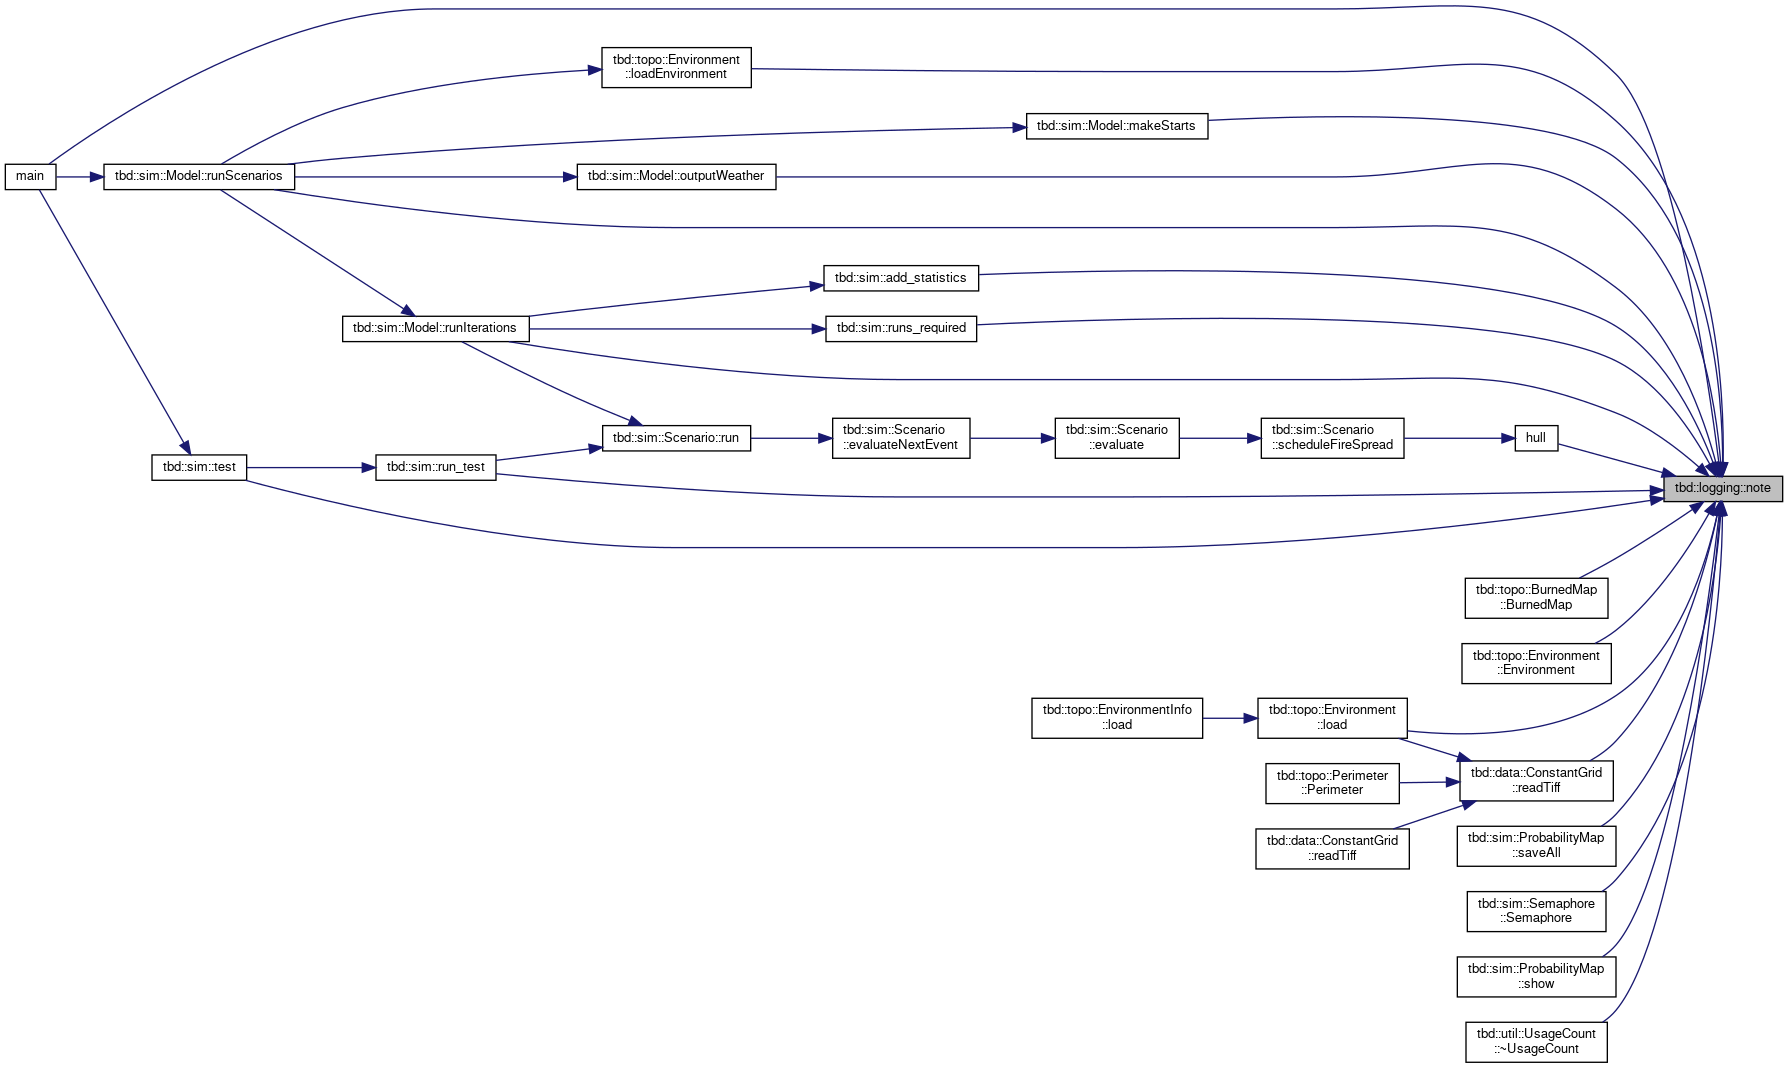 tbd::topo::Environment
::loadEnvironment
tbd::sim::Model::makeStarts
main
tbd::sim::Model::runScenarios
tbd::sim::Model::outputWeather
tbd::sim::add_statistics
tbd::sim::Model::runIterations
tbd::sim::runs_required
tbd::sim::Scenario::run
tbd::sim::Scenario
::evaluateNextEvent
tbd::sim::Scenario
::evaluate
tbd::sim::Scenario
::scheduleFireSpread
hull
tbd::sim::test
tbd::sim::run_test
tbd::logging::note
tbd::topo::BurnedMap
::BurnedMap
tbd::topo::Environment
::Environment
tbd::topo::EnvironmentInfo
::load
tbd::topo::Environment
::load
tbd::topo::Perimeter
::Perimeter
tbd::data::ConstantGrid
::readTiff
tbd::data::ConstantGrid
::readTiff
tbd::sim::ProbabilityMap
::saveAll
tbd::sim::Semaphore
::Semaphore
tbd::sim::ProbabilityMap
::show
tbd::util::UsageCount
::~UsageCount